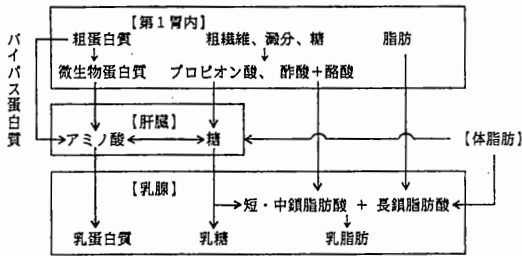 【第1胃内】
バイパス蛋白質
粗蛋白質 粗繊維、澱分、糖 脂肪
微生物蛋白質 プロピオン酸、 酢酸+酪酸
【肝臓】
アミノ酸 糖 【体脂肪】
【乳腺】
短・中鎖脂肪酸 + 長鎖脂肪酸
乳蛋白質 乳糖 乳脂肪